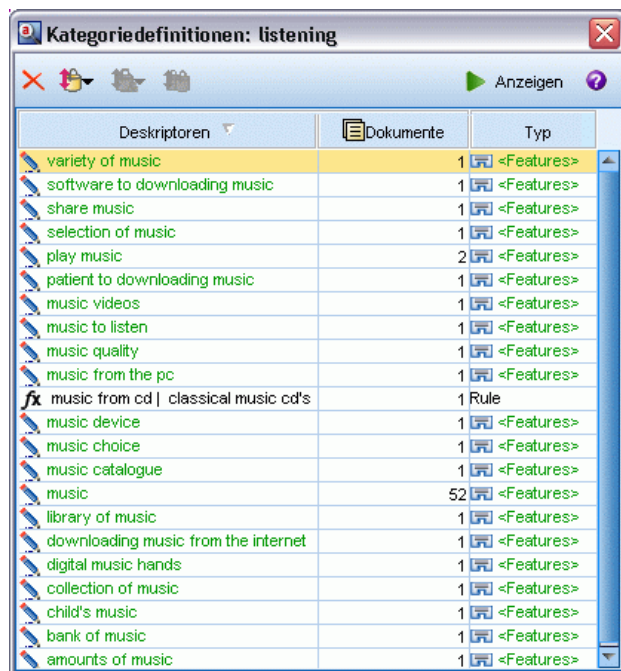 Kategoriedefinitionen: listening
Anzeigen
Deskriptoren Dokumente Typ
variety of music 1 <Features>
software to downloading music 1 <Features>
share music 1 <Features>
selection of music 1 <Features>
play music 2 <Features>
patient to downloading music 1 <Features>
music videos 1 <Features>
music to listen 1 <Features>
music quality 1 <Features>
music from the pc 1 <Features>
fx music from cd | classical music cd's 1 Rule
music device 1 <Features>
music choice 1 <Features>
music catalogue 1 <Features>
music 52 <Features>
library of music 1 <Features>
downloading music from the internet 1 <Features>
digital music hands 1 <Features>
collection of music 1 <Features>
child's music 1 <Features>
bank of music 1 <Features>
amounts of music 1 <Features>